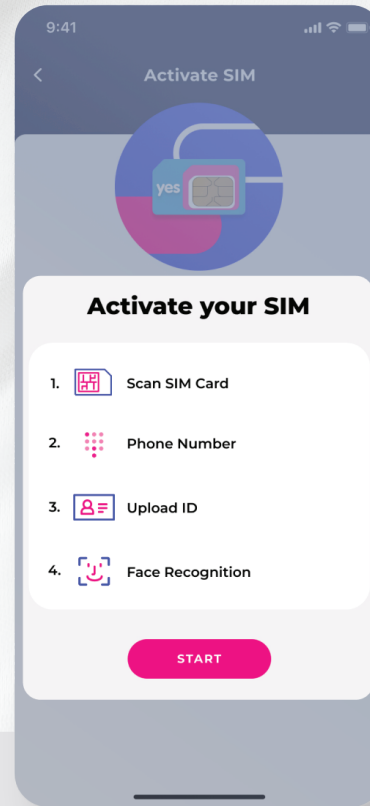 9:41
Activate SIM
yes
Activate your SIM
1. Scan SIM Card
2. Phone Number
3. Upload ID
4. Face Recognition
START